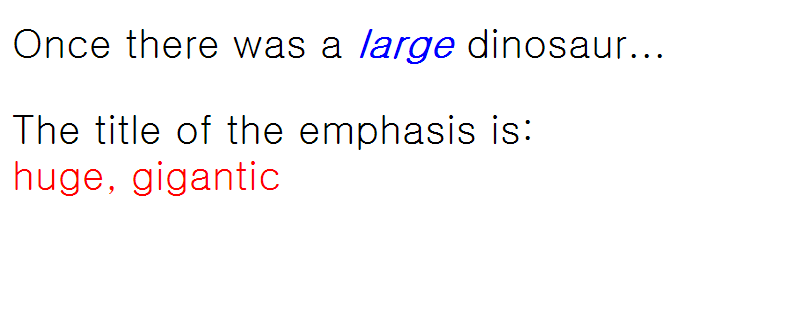 Once there was a large dinosaur...
The title of the emphasis is:
huge, gigantic